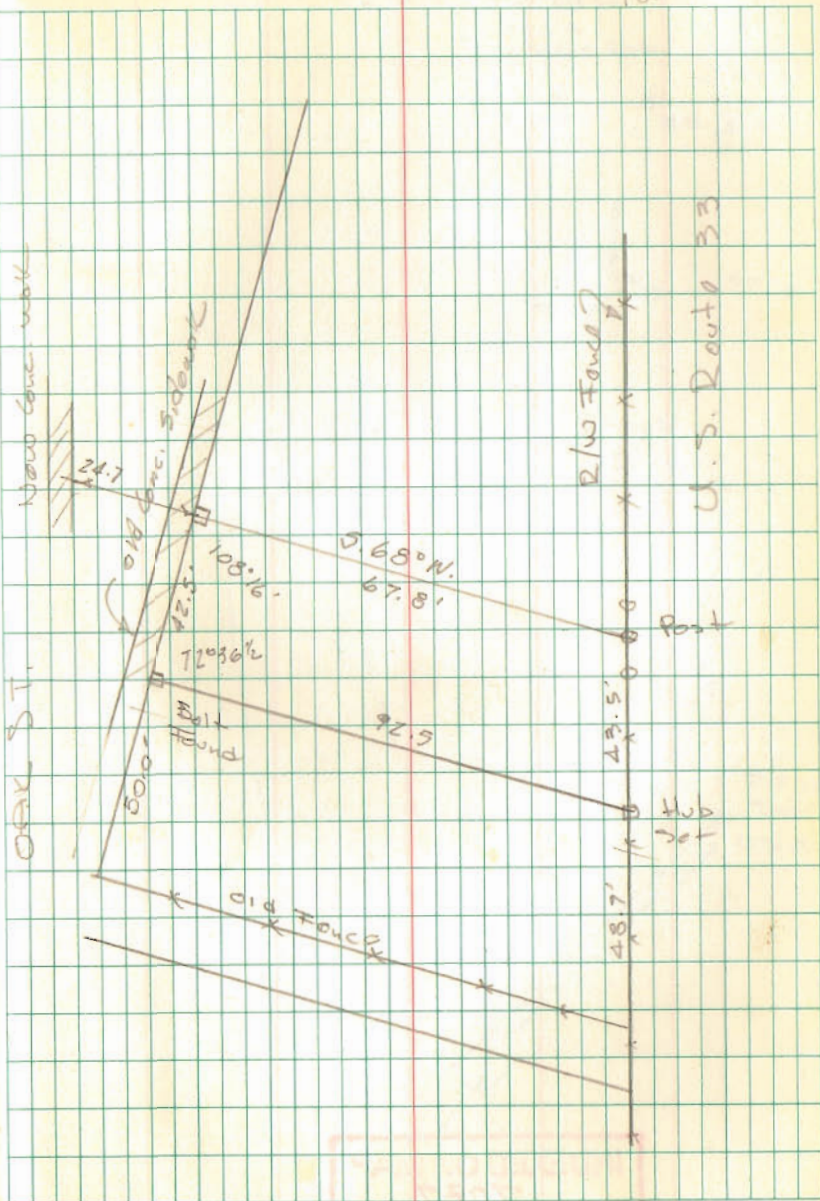 OAK ST.
New Conc. walk
24.7
old Conc. Sidewalk
108°16'
42.5'
72°36½
Bolt
Found
50.0'
S.68°W.
67.8'
92.5
Old Fence
R/W Fence?
U.S. Route 33
Post
43.5'
Hub
Set
48.7'